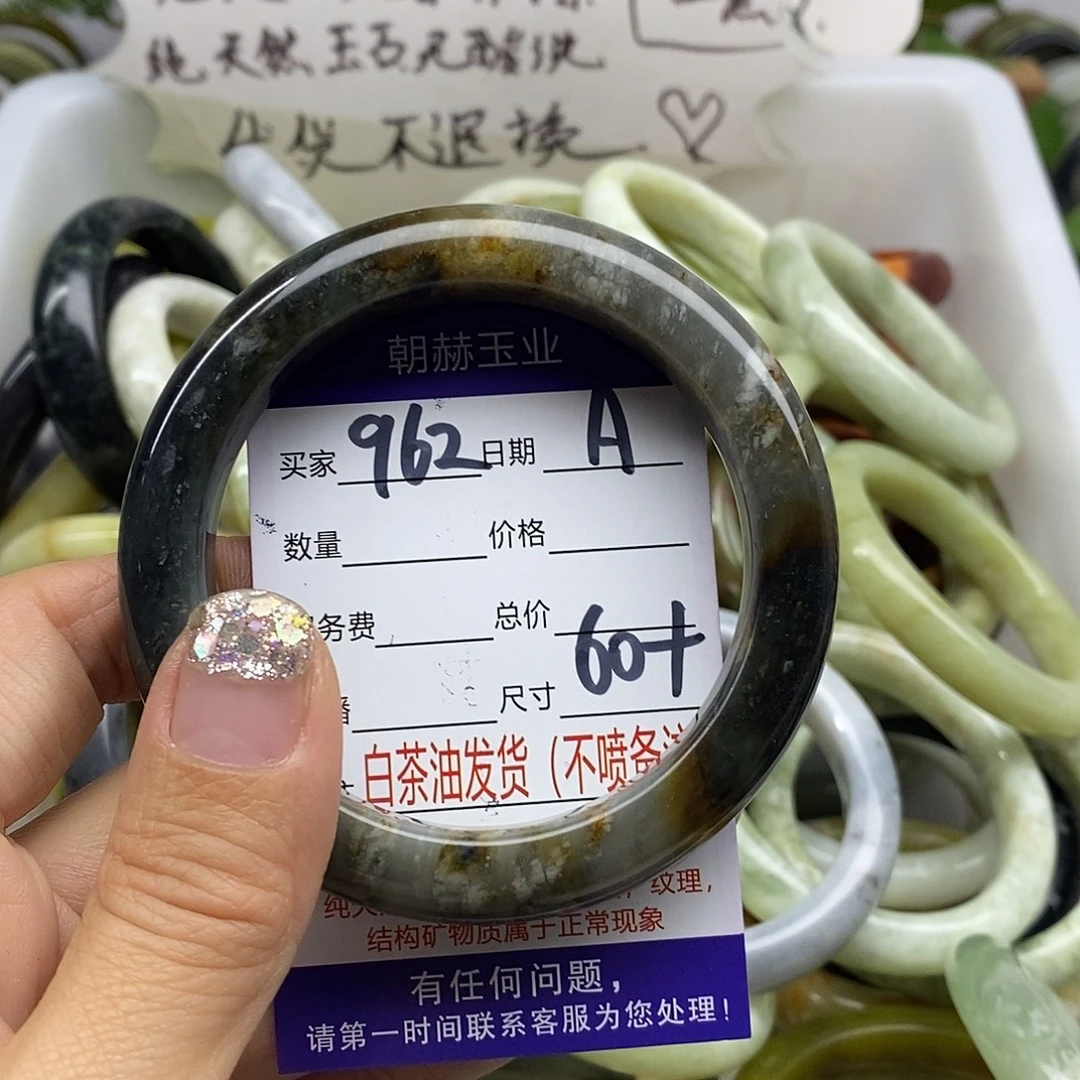 纯天然玉石无酸洗
发货不退换
朝赫玉业
买家 962 日期 A
数量 价格
务费 总价
尺寸 60+
白茶油发货（不喷备注
纹理，
结构矿物质属于正常现象
有任何问题，
请第一时间联系客服为您处理！